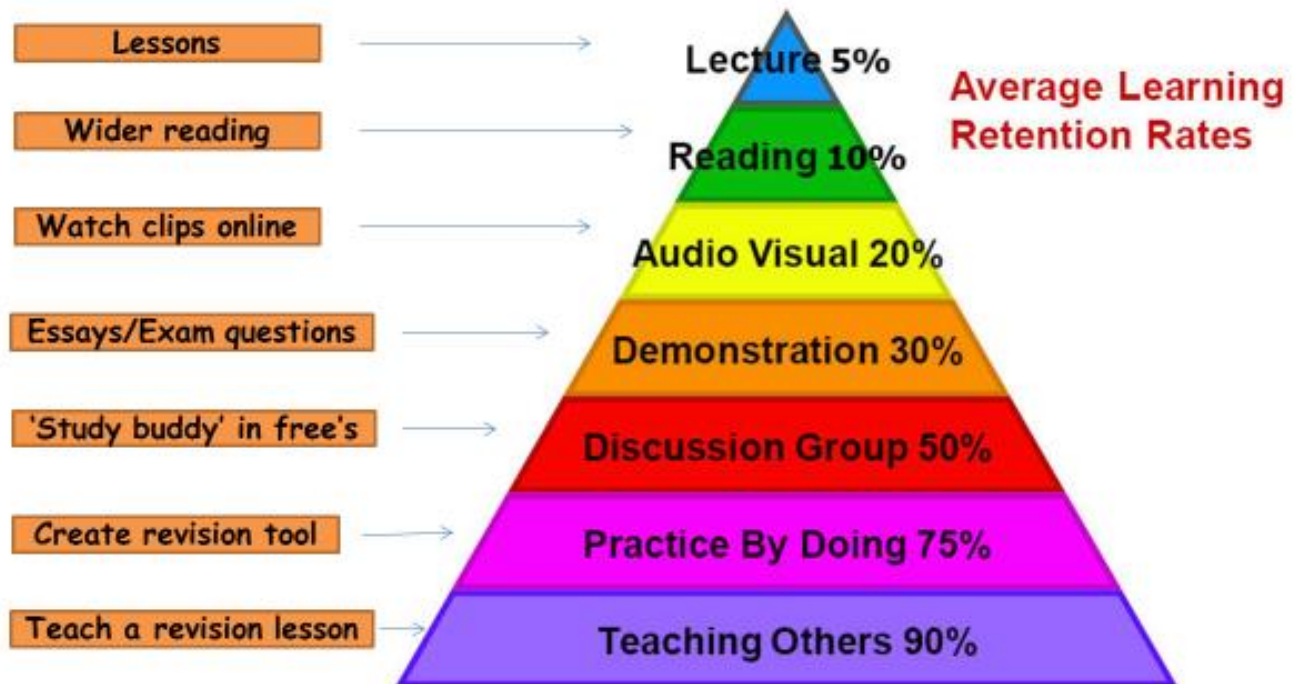 Lessons
Lecture 5%
Average Learning
Retention Rates
Wider reading
Reading 10%
Watch clips online
Audio Visual 20%
Essays/Exam questions
Demonstration 30%
'Study buddy' in free's
Discussion Group 50%
Create revision tool
Practice By Doing 75%
Teach a revision lesson
Teaching Others 90%